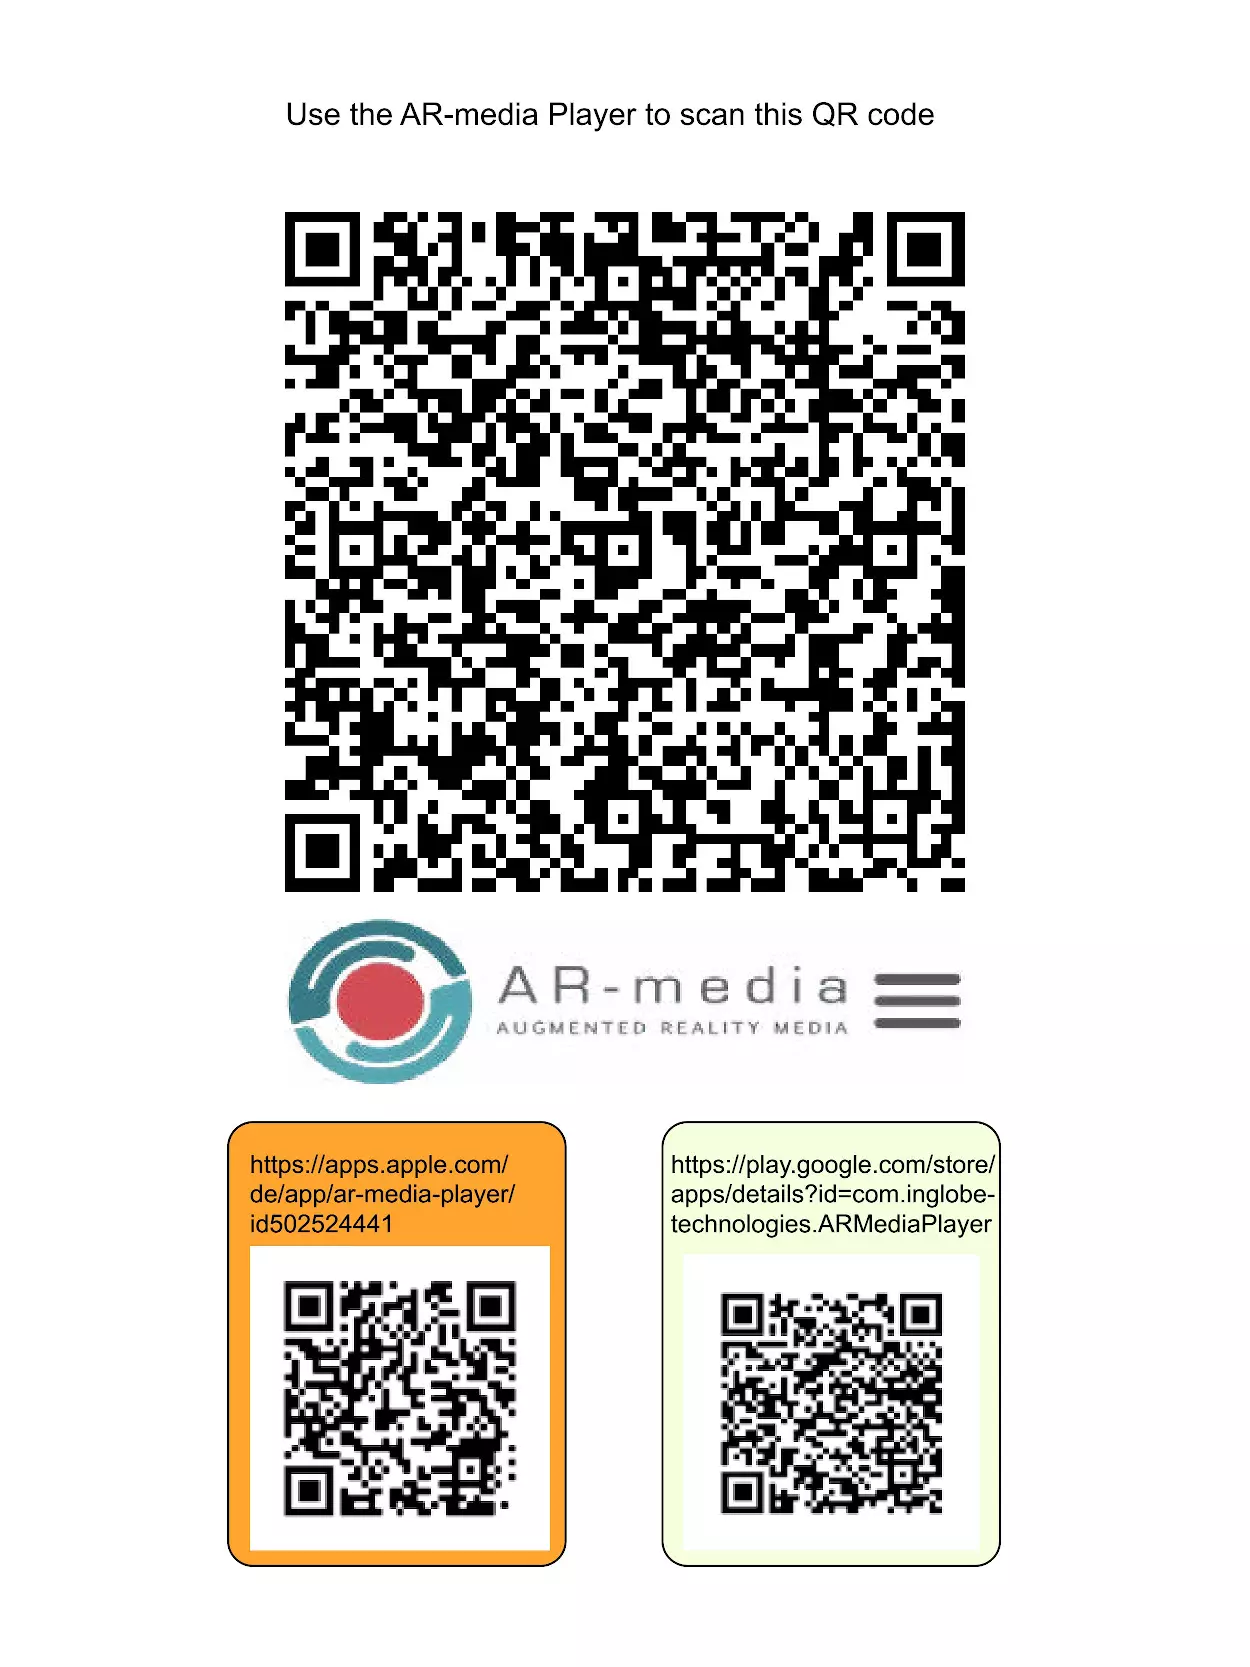 Use the AR-media Player to scan this QR code
AR-media
AUGMENTED REALITY MEDIA
https://apps.apple.com/
de/app/ar-media-player/
id502524441
https://play.google.com/store/
apps/details?id=com.inglobe-
technologies.ARMediaPlayer